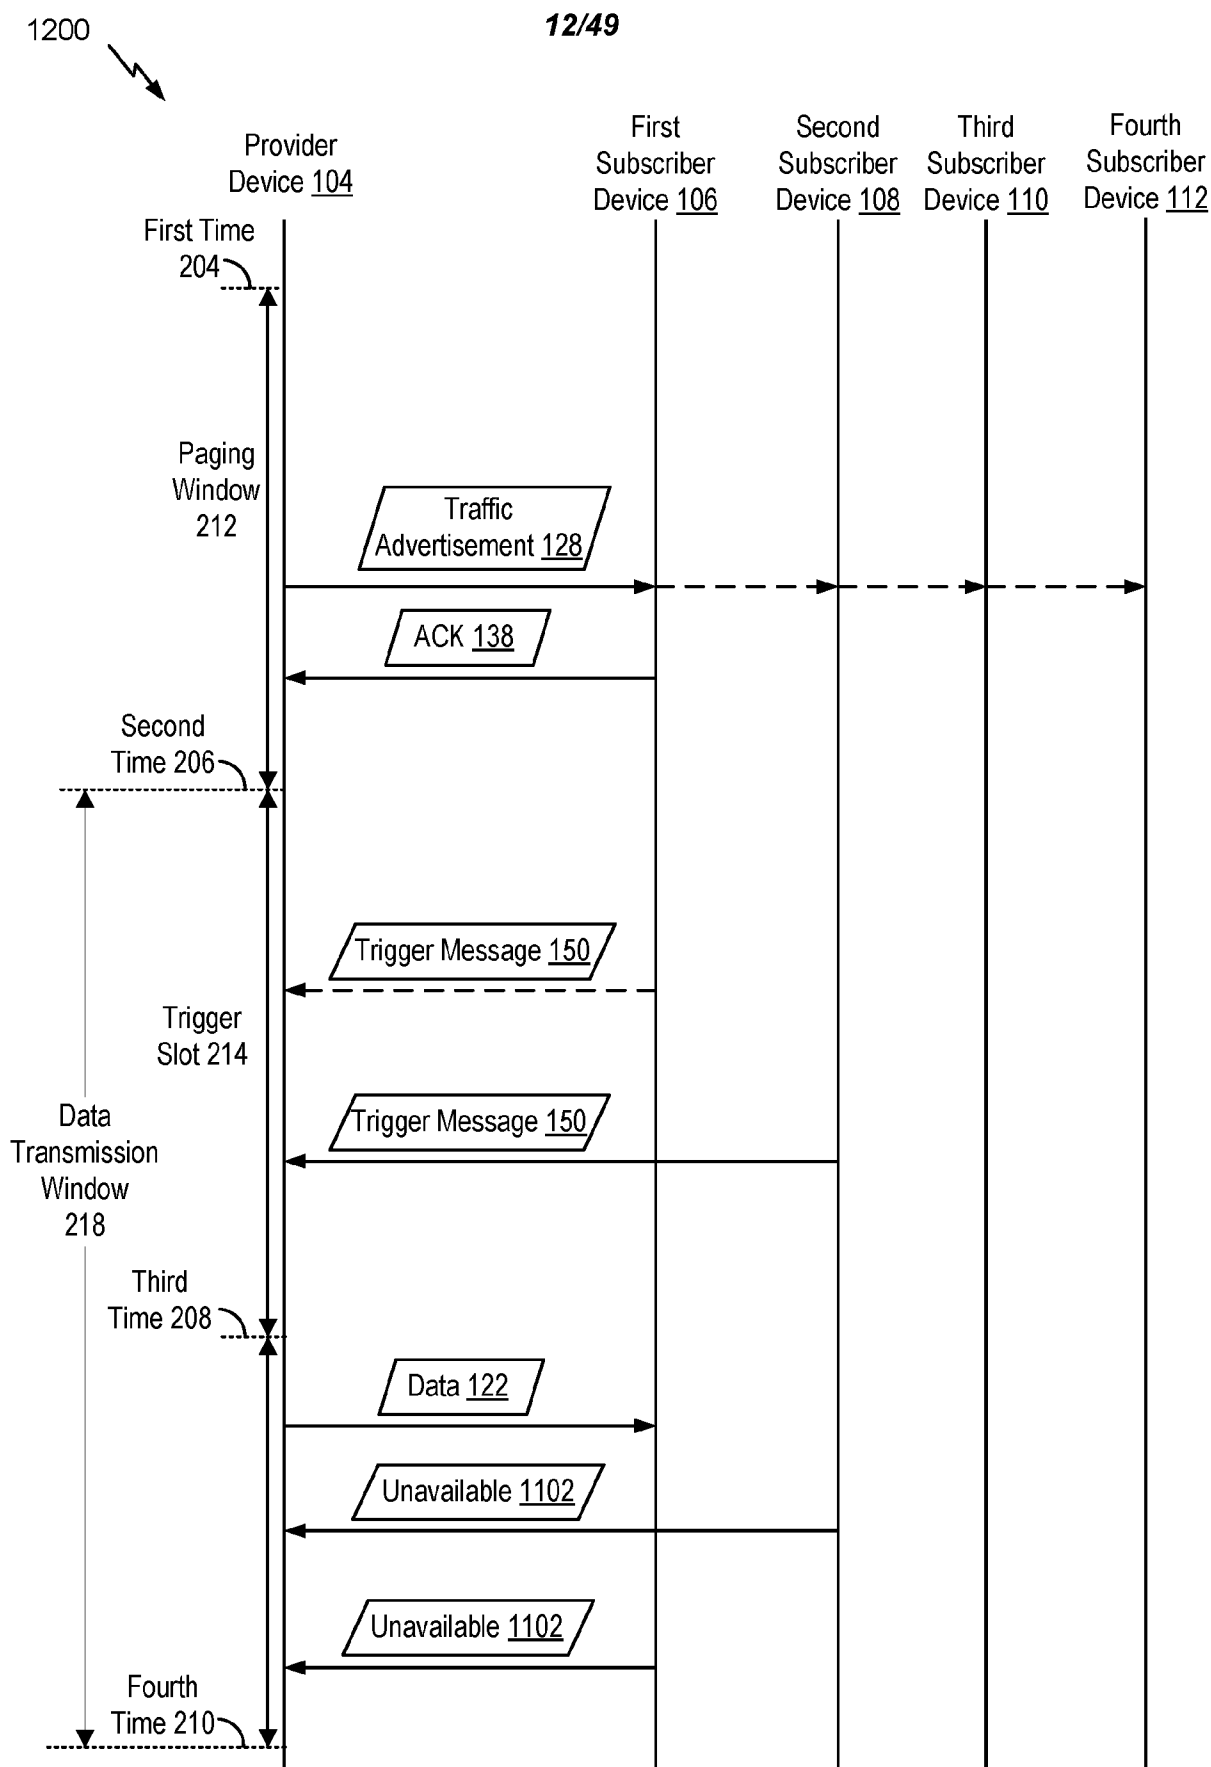 12/49
1200
Provider
Device 104
First
Subscriber
Device 106
Second
Subscriber
Device 108
Third
Subscriber
Device 110
Fourth
Subscriber
Device 112
First Time
204
Paging
Window
212
Traffic
Advertisement 128
ACK 138
Second
Time 206
Trigger Message 150
Trigger
Slot 214
Trigger Message 150
Data
Transmission
Window
218
Third
Time 208
Data 122
Unavailable 1102
Unavailable 1102
Fourth
Time 210